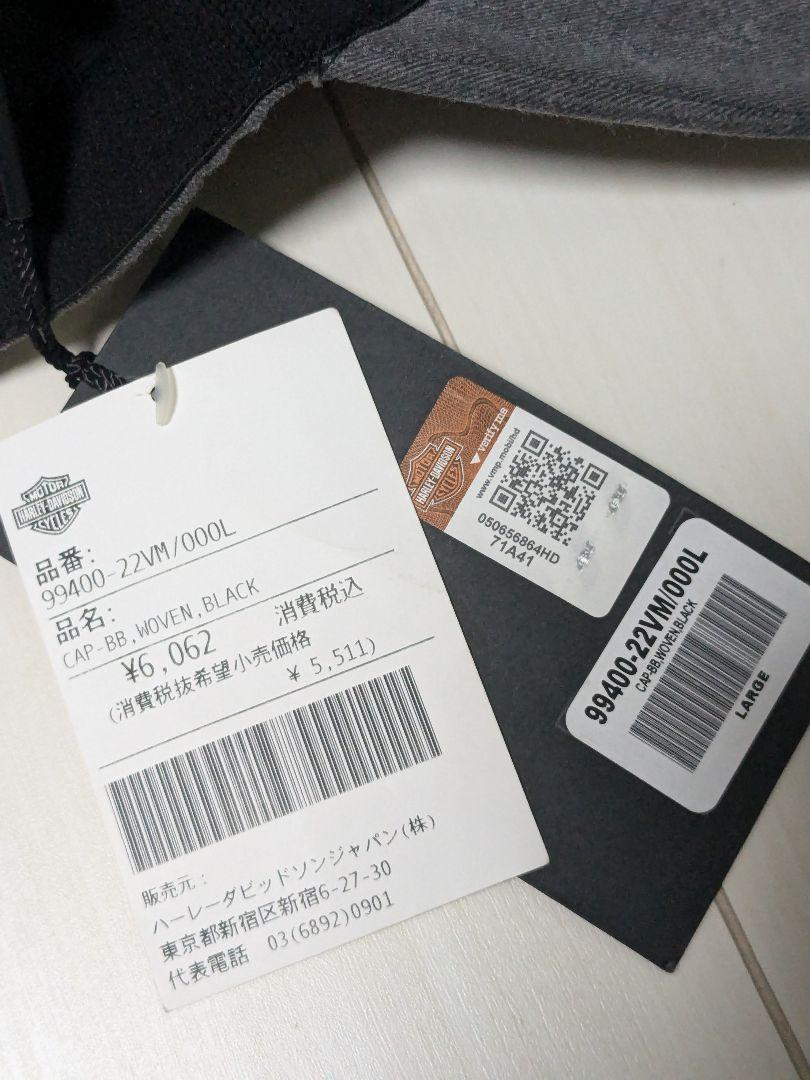 MOTOR
HARLEY-DAVIDSON
CYCLES
品番:
99400-22VM/000L
品名:
CAP-BB,WOVEN,BLACK
¥6,062 消費税込
(消費税抜希望小売価格
¥ 5,511)
販売元:
ハーレーダビッドソンジャパン(株)
東京都新宿区新宿6-27-30
代表電話 03(6892)0901
MOTOR
HARLEY-DAVIDSON
CYCLES
verify me
www.vmp.mobi/hd
050656864HD
71A41
99400-22VM/000L
CAP-BB,WOVEN,BLACK
LARGE